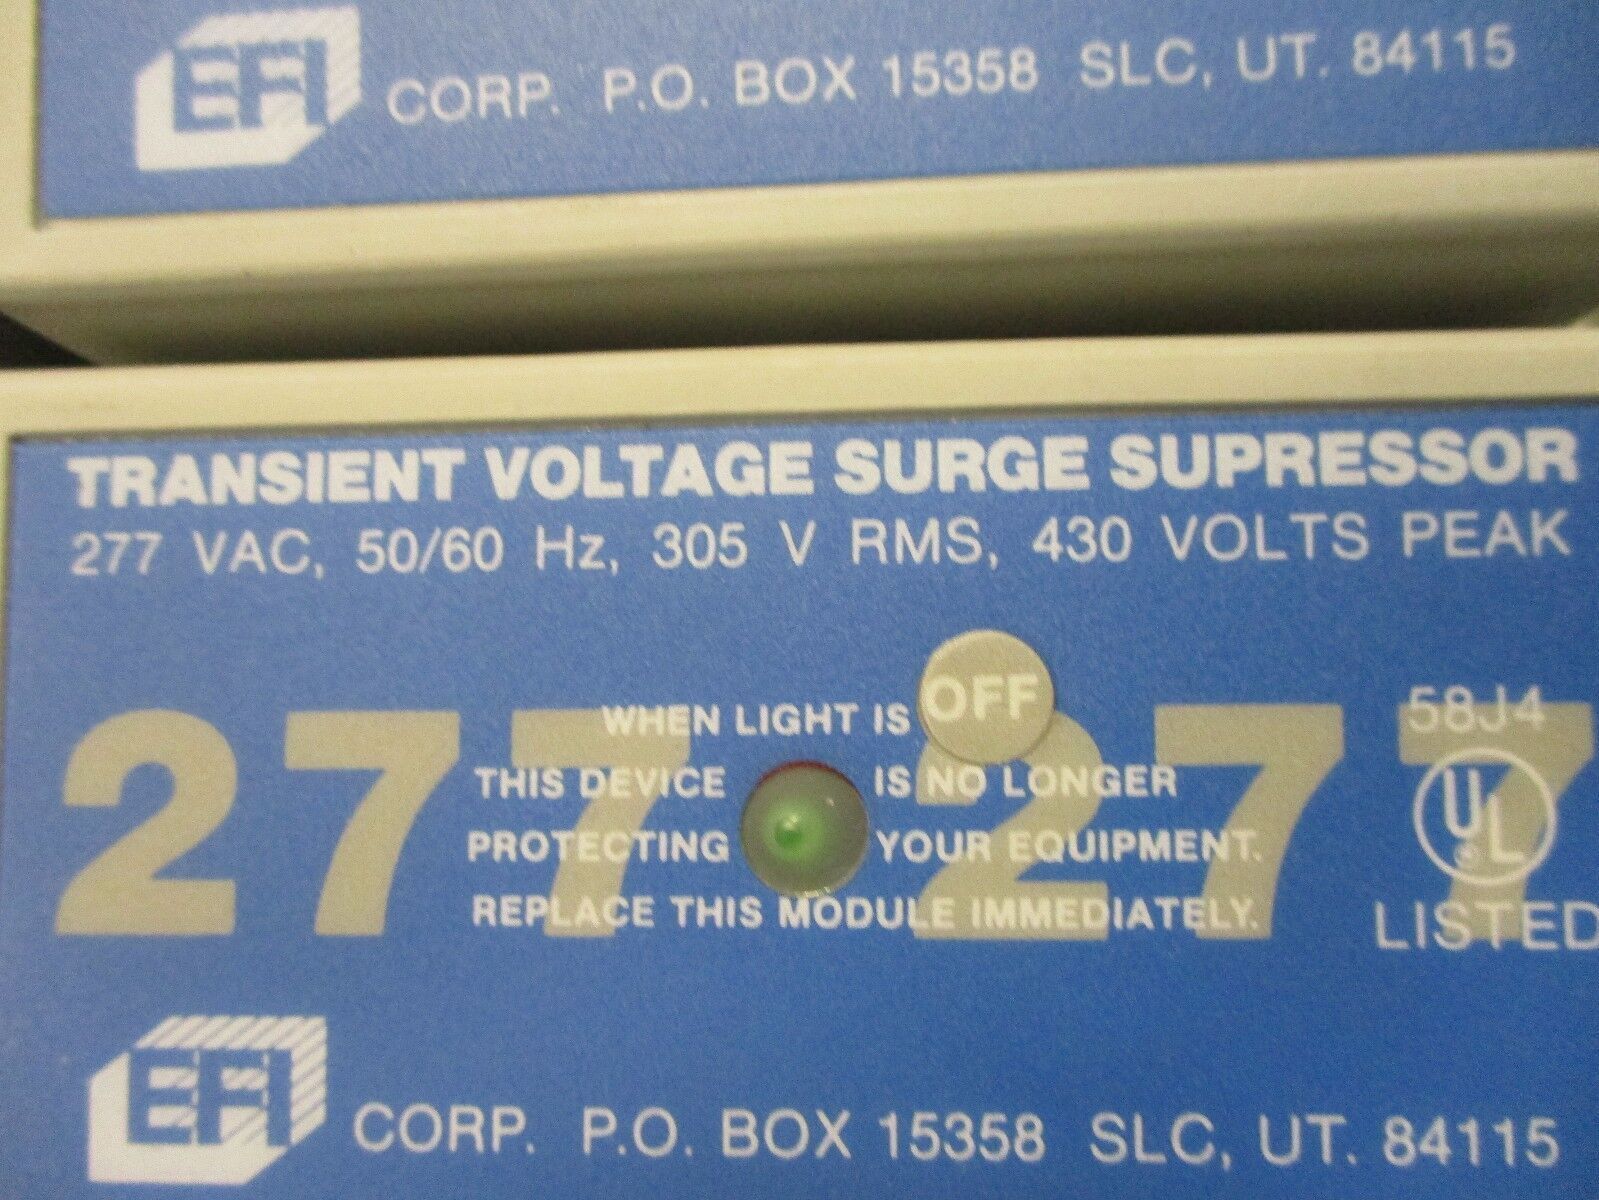 EFI CORP. P.O. BOX 15358 SLC, UT. 84115
TRANSIENT VOLTAGE SURGE SUPRESSOR
277 VAC, 50/60 Hz, 305 V RMS, 430 VOLTS PEAK
277 277
WHEN LIGHT IS OFF
THIS DEVICE IS NO LONGER
PROTECTING YOUR EQUIPMENT.
REPLACE THIS MODULE IMMEDIATELY.
58J4
UL
LISTED
EFI CORP. P.O. BOX 15358 SLC, UT. 84115